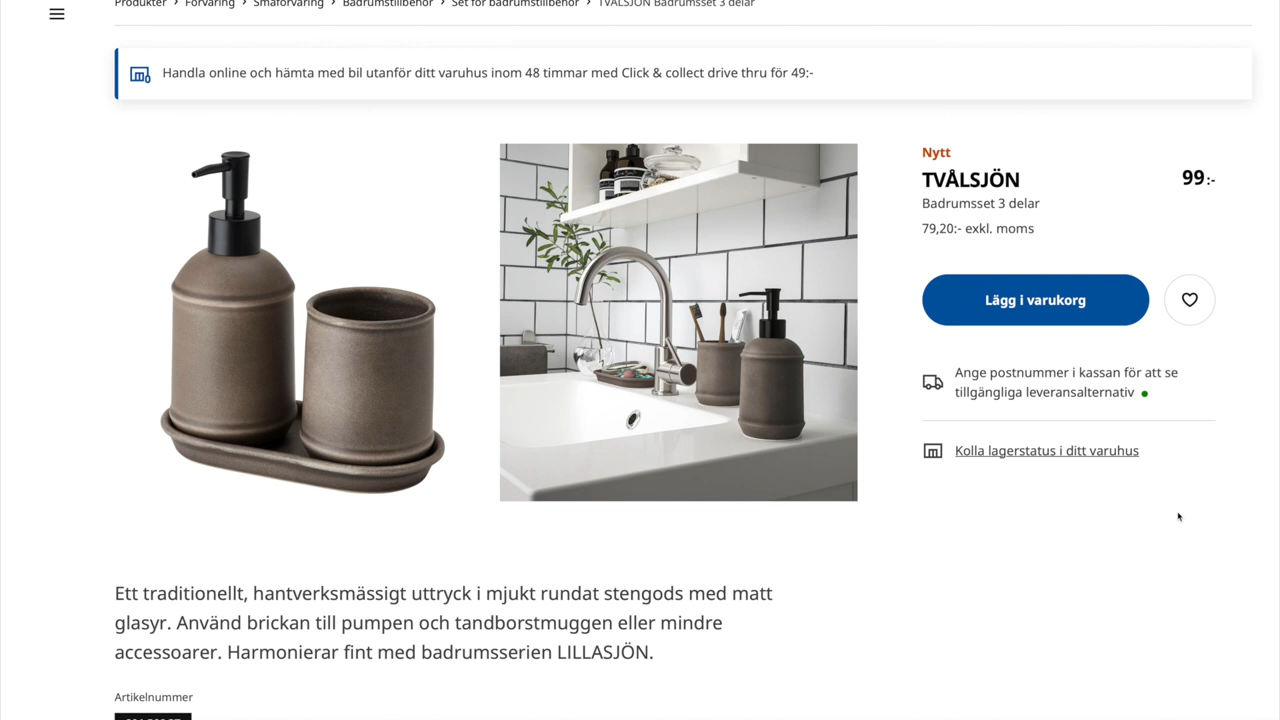 Produkter › Förvaring › Småförvaring › Badrumstillbehör › Set för badrumstillbehör › TVÅLSJÖN Badrumsset 3 delar
Handla online och hämta med bil utanför ditt varuhus inom 48 timmar med Click & collect drive thru för 49:-
Nytt
TVÅLSJÖN
99:-
Badrumsset 3 delar
79,20:- exkl. moms
Lägg i varukorg
Ange postnummer i kassan för att se
tillgängliga leveransalternativ
Kolla lagerstatus i ditt varuhus
Ett traditionellt, hantverksmässigt uttryck i mjukt rundat stengods med matt
glasyr. Använd brickan till pumpen och tandborstmuggen eller mindre
accessoarer. Harmonierar fint med badrumsserien LILLASJÖN.
Artikelnummer